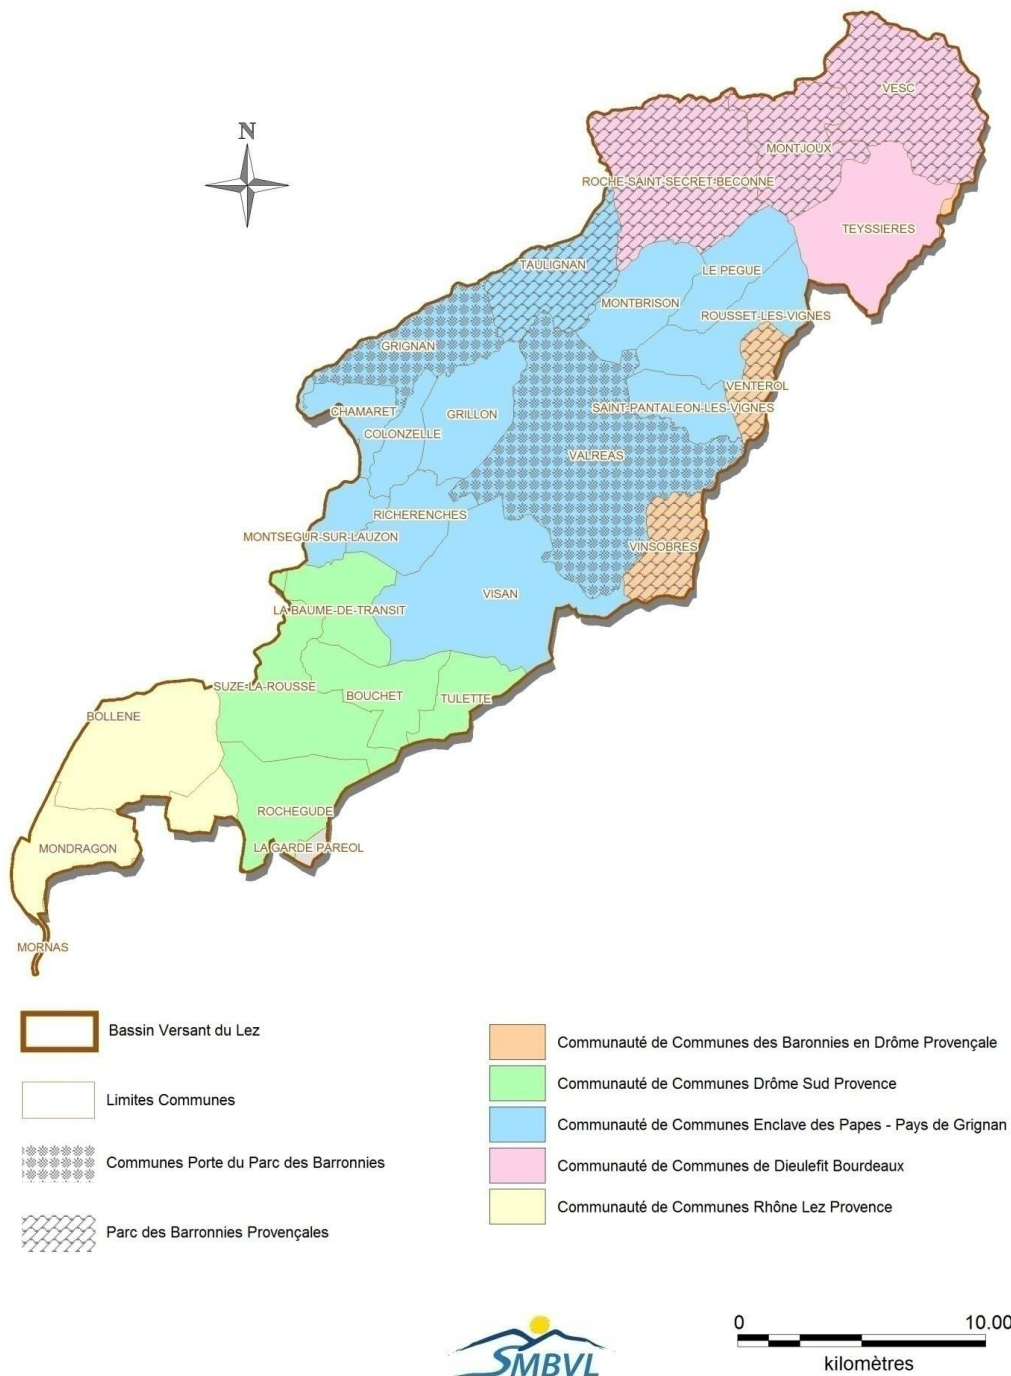 N
VESC
MONTJOUX
ROCHE-SAINT-SECRET-BECONNE
TEYSSIERES
TAULIGNAN
LE PEGUE
MONTBRISON
ROUSSET-LES-VIGNES
GRIGNAN
VENTEROL
CHAMARET
GRILLON
SAINT-PANTALEON-LES-VIGNES
COLONZELLE
VALREAS
RICHERENCHES
MONTSEGUR-SUR-LAUZON
VINSOBRES
VISAN
LA BAUME-DE-TRANSIT
SUZE-LA-ROUSSE
BOUCHET
TULETTE
BOLLENE
ROCHEGUDE
MONDRAGON
LA GARDE PAREOL
MORNAS
Bassin Versant du Lez
Limites Communes
Communes Porte du Parc des Barronnies
Parc des Barronnies Provençales
Communauté de Communes des Baronnies en Drôme Provençale
Communauté de Communes Drôme Sud Provence
Communauté de Communes Enclave des Papes - Pays de Grignan
Communauté de Communes de Dieulefit Bourdeaux
Communauté de Communes Rhône Lez Provence
SMBVL
0 10.00
kilomètres